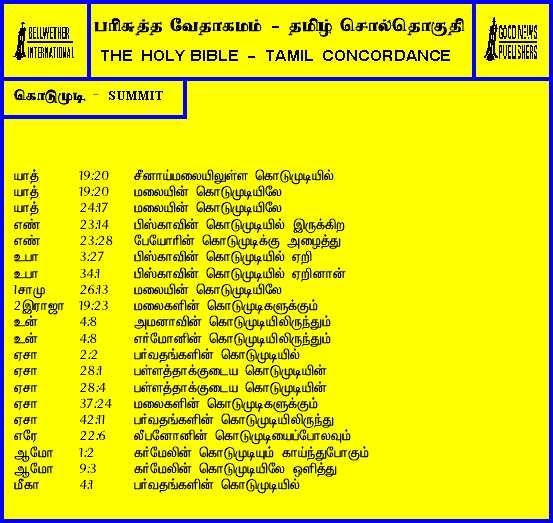 BELLWETHER
INTERNATIONAL
பரிசுத்த வேதாகமம் - தமிழ் சொல்தொகுதி
THE HOLY BIBLE - TAMIL CONCORDANCE
GOOD NEWS
PUBLISHERS
கொடுமுடி - SUMMIT
யாத் 19:20 சீனாய்மலையிலுள்ள கொடுமுடியில்
யாத் 19:20 மலையின் கொடுமுடியிலே
யாத் 24:17 மலையின் கொடுமுடியிலே
எண் 23:14 பிஸ்காவின் கொடுமுடியில் இருக்கிற
எண் 23:28 பேயோரின் கொடுமுடிக்கு அழைத்து
உபா 3:27 பிஸ்காவின் கொடுமுடியில் ஏறி
உபா 34:1 பிஸ்காவின் கொடுமுடியில் ஏறினான்
1சாமு 26:13 மலையின் கொடுமுடியிலே
2இராஜா 19:23 மலைகளின் கொடுமுடிகளுக்கும்
உன் 4:8 அமனாவின் கொடுமுடியிலிருந்தும்
உன் 4:8 எர்மோனின் கொடுமுடியிலிருந்தும்
ஏசா 2:2 பர்வதங்களின் கொடுமுடியில்
ஏசா 28:1 பள்ளத்தாக்குடைய கொடுமுடியின்
ஏசா 28:4 பள்ளத்தாக்குடைய கொடுமுடியின்
ஏசா 37:24 மலைகளின் கொடுமுடிகளுக்கும்
ஏசா 42:11 பர்வதங்களின் கொடுமுடியிலிருந்து
எரே 22:6 லீபனோனின் கொடுமுடியைப்போலவும்
ஆமோ 1:2 கர்மேலின் கொடுமுடியும் காய்ந்துபோகும்
ஆமோ 9:3 கர்மேலின் கொடுமுடியிலே ஒளித்து
மீகா 4:1 பர்வதங்களின் கொடுமுடியில்